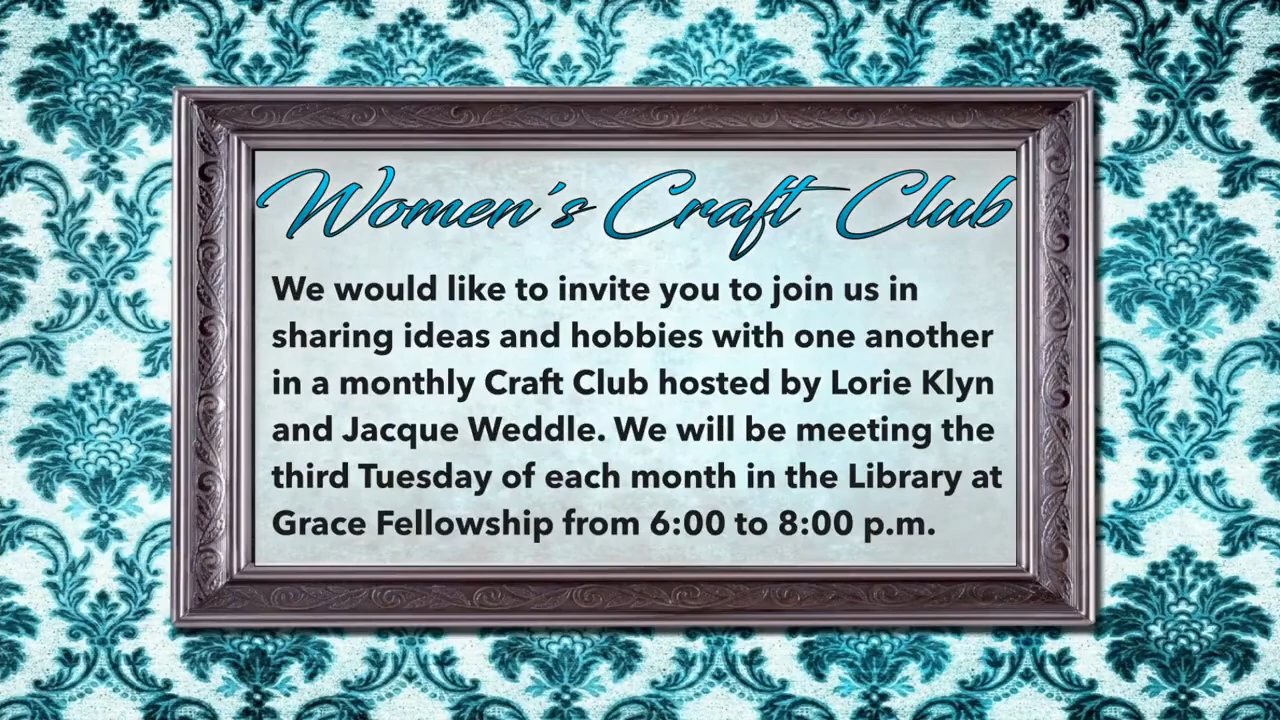 Women's Craft Club
We would like to invite you to join us in
sharing ideas and hobbies with one another
in a monthly Craft Club hosted by Lorie Klyn
and Jacque Weddle. We will be meeting the
third Tuesday of each month in the Library at
Grace Fellowship from 6:00 to 8:00 p.m.